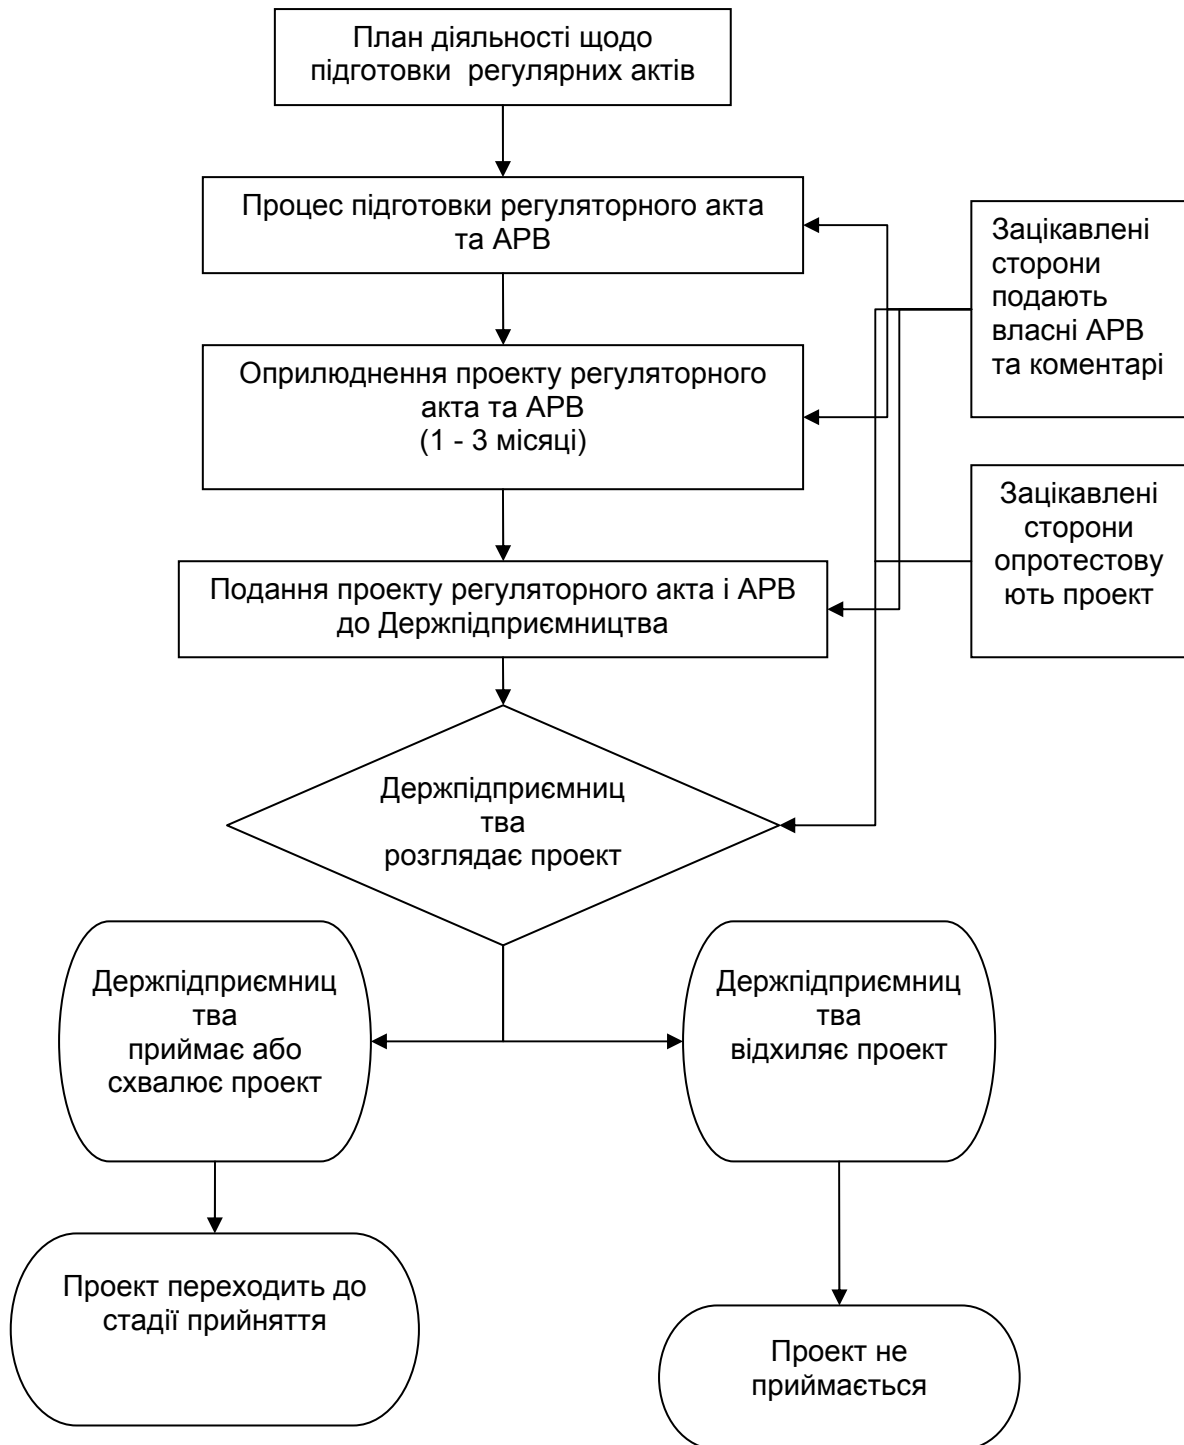 План діяльності щодо
підготовки  регулярних актів
Процес підготовки регуляторного акта
та АРВ
Зацікавлені
сторони
подають
власні АРВ
та коментарі
Оприлюднення проекту регуляторного
акта та АРВ
(1 - 3 місяці)
Зацікавлені
сторони
опротестову
ють проект
Подання проекту регуляторного акта і АРВ
до Держпідприємництва
Держпідприємниц
тва
розглядає проект
Держпідприємниц
тва
приймає або
схвалює проект
Держпідприємниц
тва
відхиляє проект
Проект переходить до
стадії прийняття
Проект не
приймається